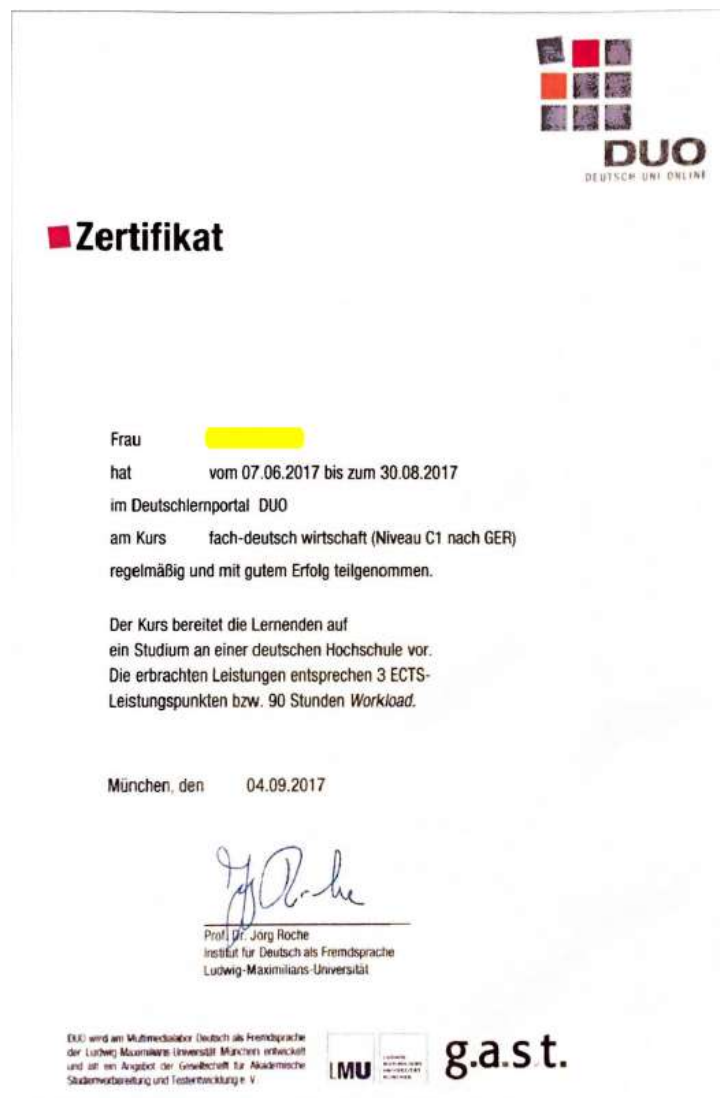 DUO
DEUTSCH UNI ONLINE
Zertifikat
Frau
hat vom 07.06.2017 bis zum 30.08.2017
im Deutschlernportal DUO
am Kurs fach-deutsch wirtschaft (Niveau C1 nach GER)
regelmäßig und mit gutem Erfolg teilgenommen.
Der Kurs bereitet die Lernenden auf
ein Studium an einer deutschen Hochschule vor.
Die erbrachten Leistungen entsprechen 3 ECTS-
Leistungspunkten bzw. 90 Stunden Workload.
München, den 04.09.2017
Prof. Dr. Jörg Roche
Institut für Deutsch als Fremdsprache
Ludwig-Maximilians-Universität
DUO wird am Multimedialabor Deutsch als Fremdsprache
der Ludwig Maximilians Universität München entwickelt
und ist ein Angebot der Gesellschaft für Akademische
Studienvorbereitung und Testentwicklung e. V.
LMU
LUDWIG
MAXIMILIANS
UNIVERSITÄT
MÜNCHEN
g.a.s.t.